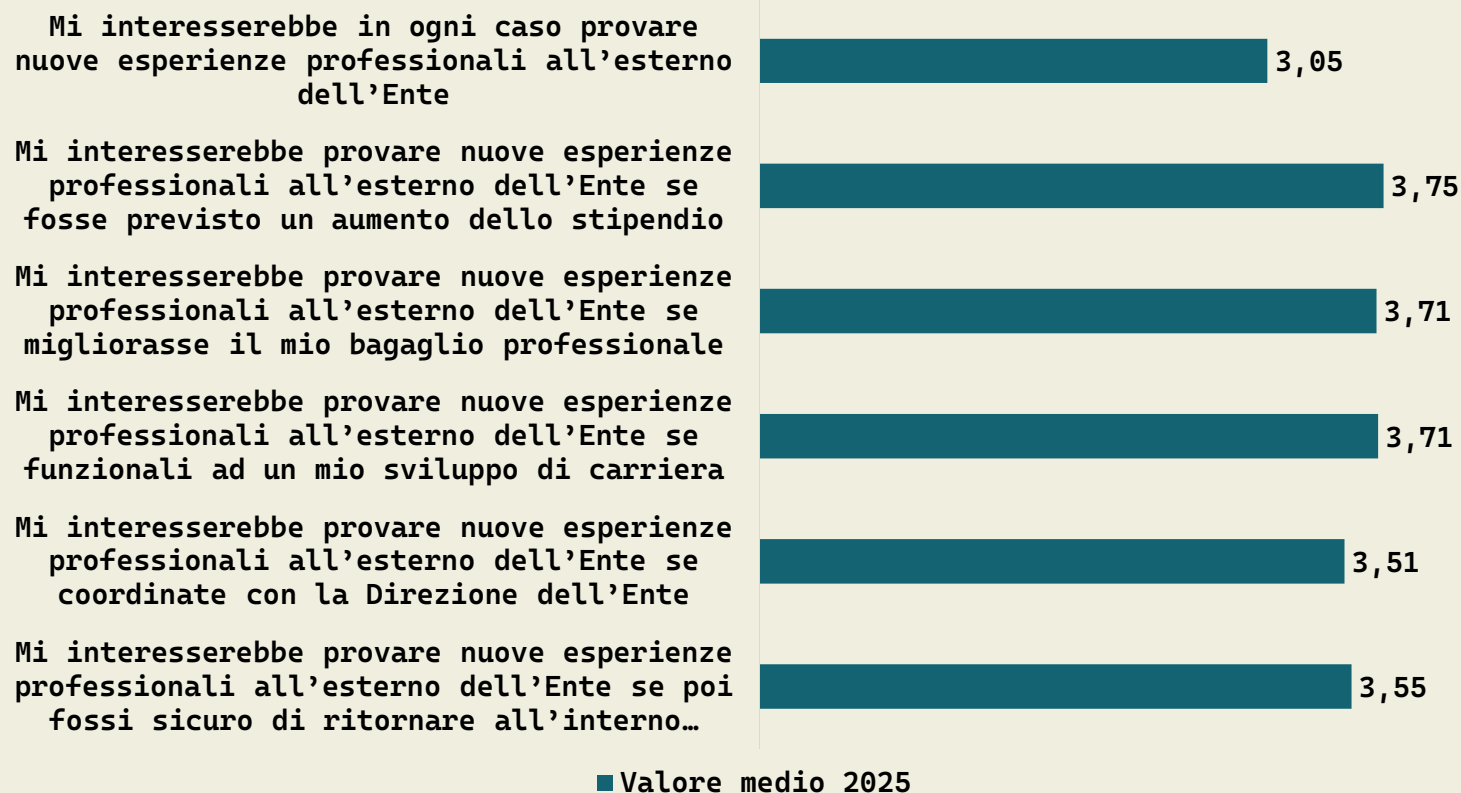 Mi interesserebbe in ogni caso provare
nuove esperienze professionali all’esterno
dell’Ente
3,05
Mi interesserebbe provare nuove esperienze
professionali all’esterno dell’Ente se
fosse previsto un aumento dello stipendio
3,75
Mi interesserebbe provare nuove esperienze
professionali all’esterno dell’Ente se
migliorasse il mio bagaglio professionale
3,71
Mi interesserebbe provare nuove esperienze
professionali all’esterno dell’Ente se
funzionali ad un mio sviluppo di carriera
3,71
Mi interesserebbe provare nuove esperienze
professionali all’esterno dell’Ente se
coordinate con la Direzione dell’Ente
3,51
Mi interesserebbe provare nuove esperienze
professionali all’esterno dell’Ente se poi
fossi sicuro di ritornare all’interno…
3,55
Valore medio 2025